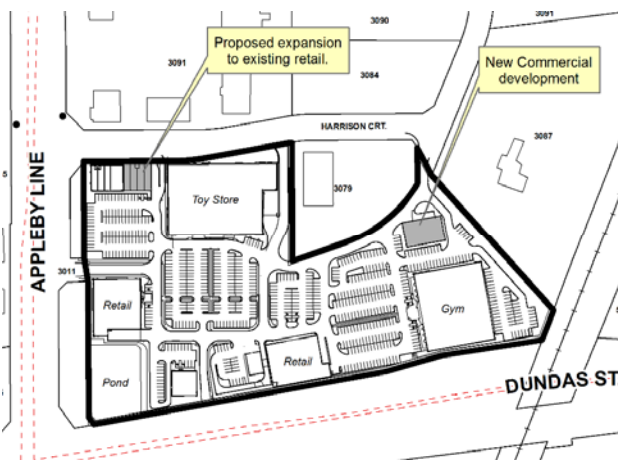 3090
3091
Proposed expansion
to existing retail.
3091
3084
New Commercial
development
HARRISON CRT.
3087
3079
Toy Store
APPLEBY LINE
3011
Retail
Gym
Retail
Pond
DUNDAS ST